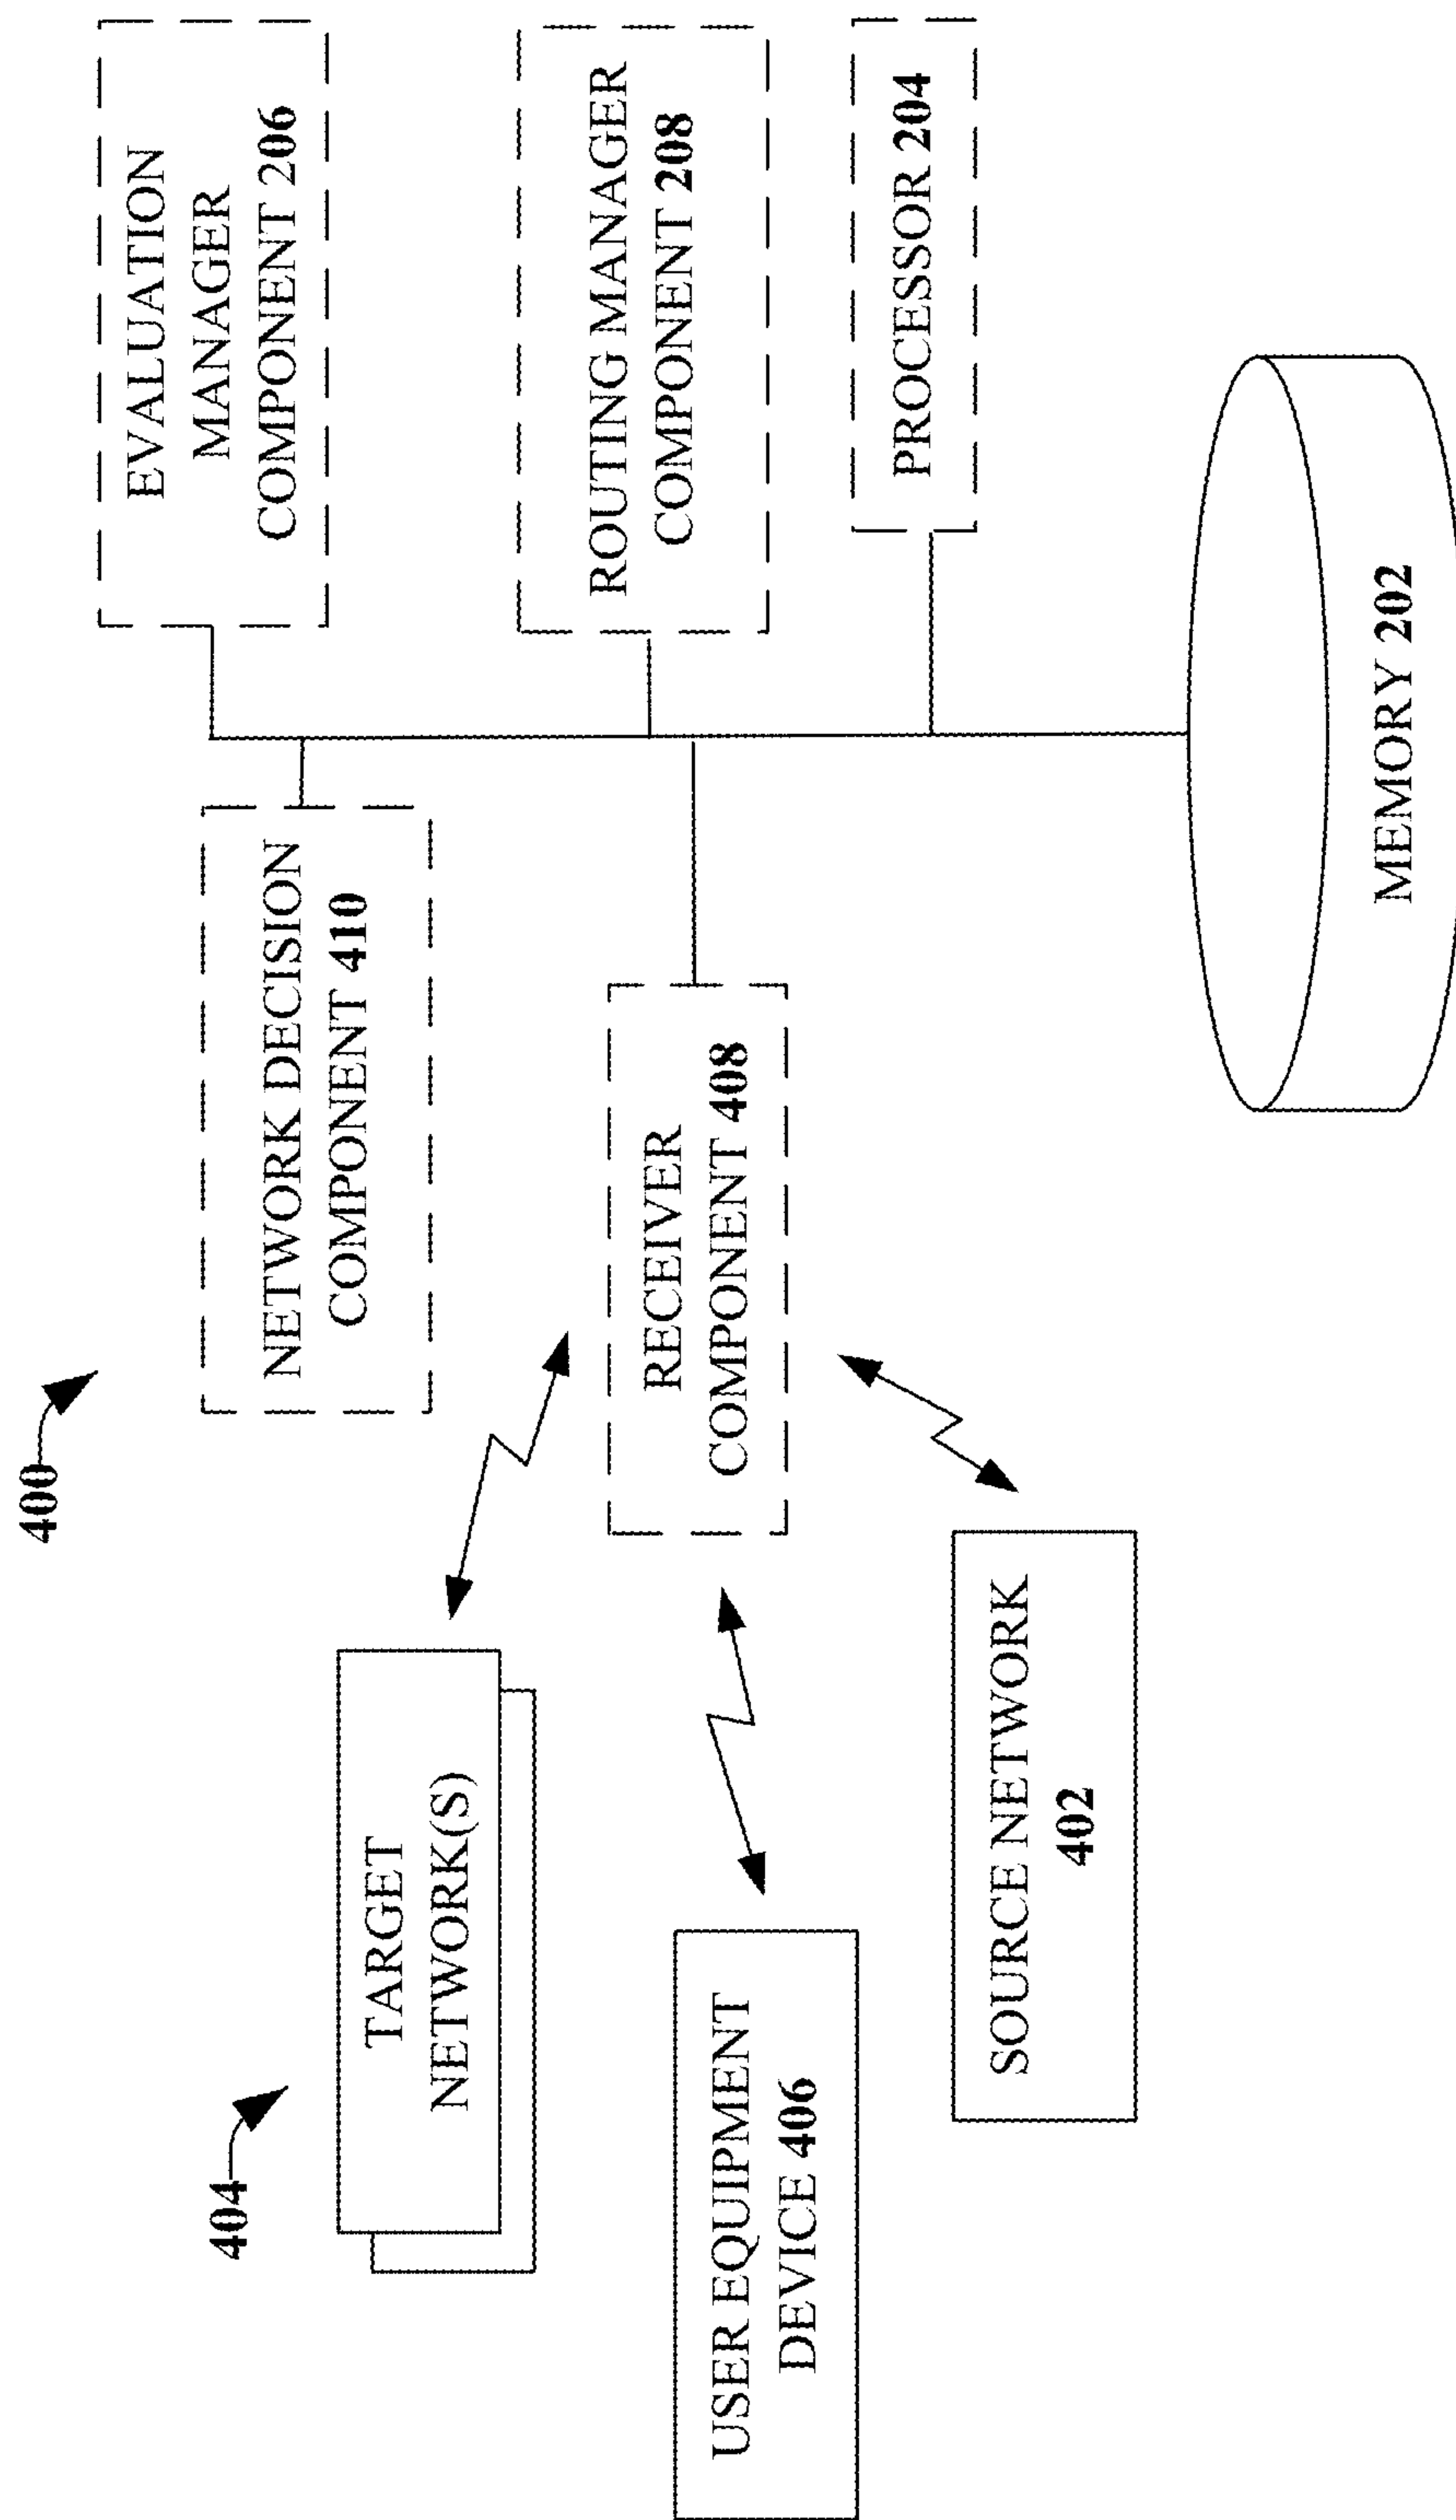 400
404
TARGET
NETWORK(S)
NETWORK DECISION
COMPONENT 410
EVALUATION
MANAGER
COMPONENT 206
USER EQUIPMENT
DEVICE 406
RECEIVER
COMPONENT 408
ROUTING MANAGER
COMPONENT 208
SOURCE NETWORK
402
PROCESSOR 204
MEMORY 202